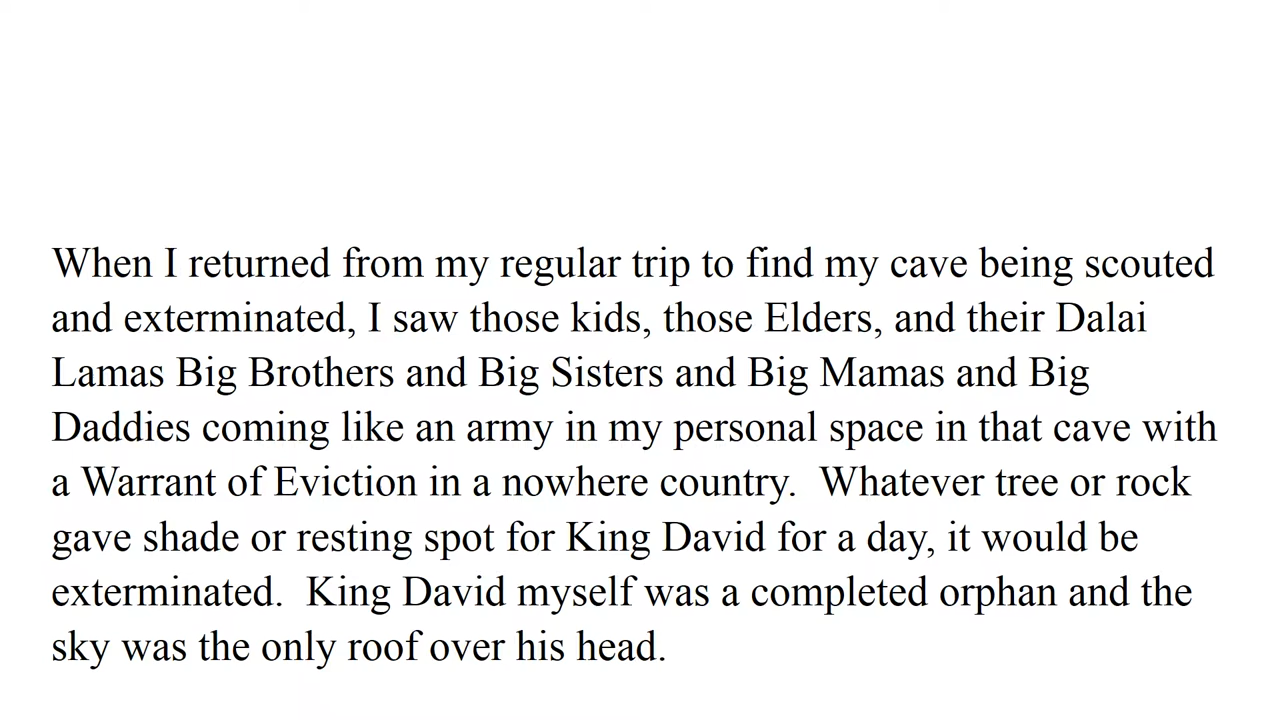 When I returned from my regular trip to find my cave being scouted
and exterminated, I saw those kids, those Elders, and their Dalai
Lamas Big Brothers and Big Sisters and Big Mamas and Big
Daddies coming like an army in my personal space in that cave with
a Warrant of Eviction in a nowhere country.  Whatever tree or rock
gave shade or resting spot for King David for a day, it would be
exterminated.  King David myself was a completed orphan and the
sky was the only roof over his head.